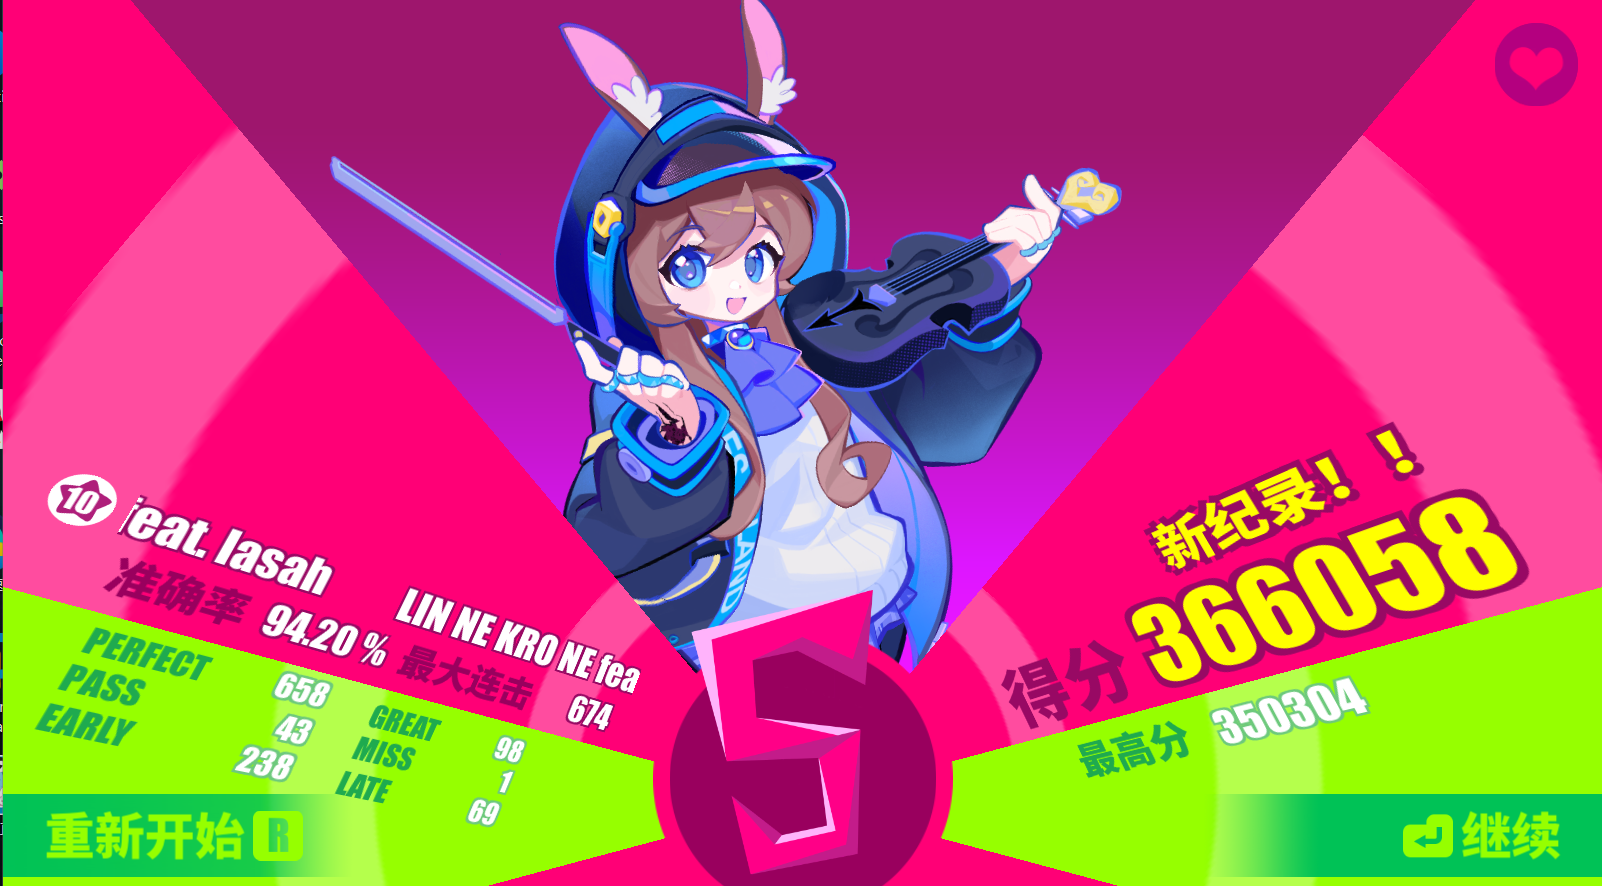 10
feat. lasah
LIN NE KRO NE fea
准确率 94.20 %
最大连击 674
PERFECT 658
GREAT 98
PASS 43
MISS 1
EARLY 238
LATE 69
重新开始 R
S
新纪录！！
得分 366058
最高分 350304
继续
LAND